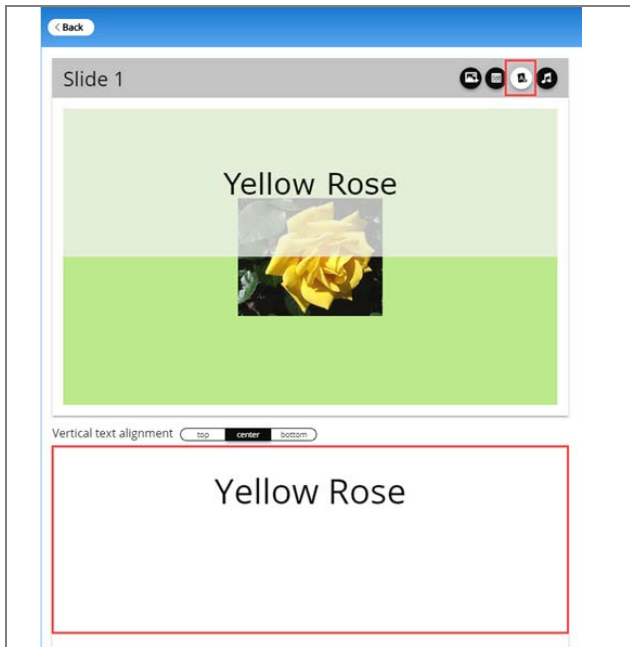 Back
Slide 1
Yellow Rose
Vertical text alignment top center bottom
Yellow Rose